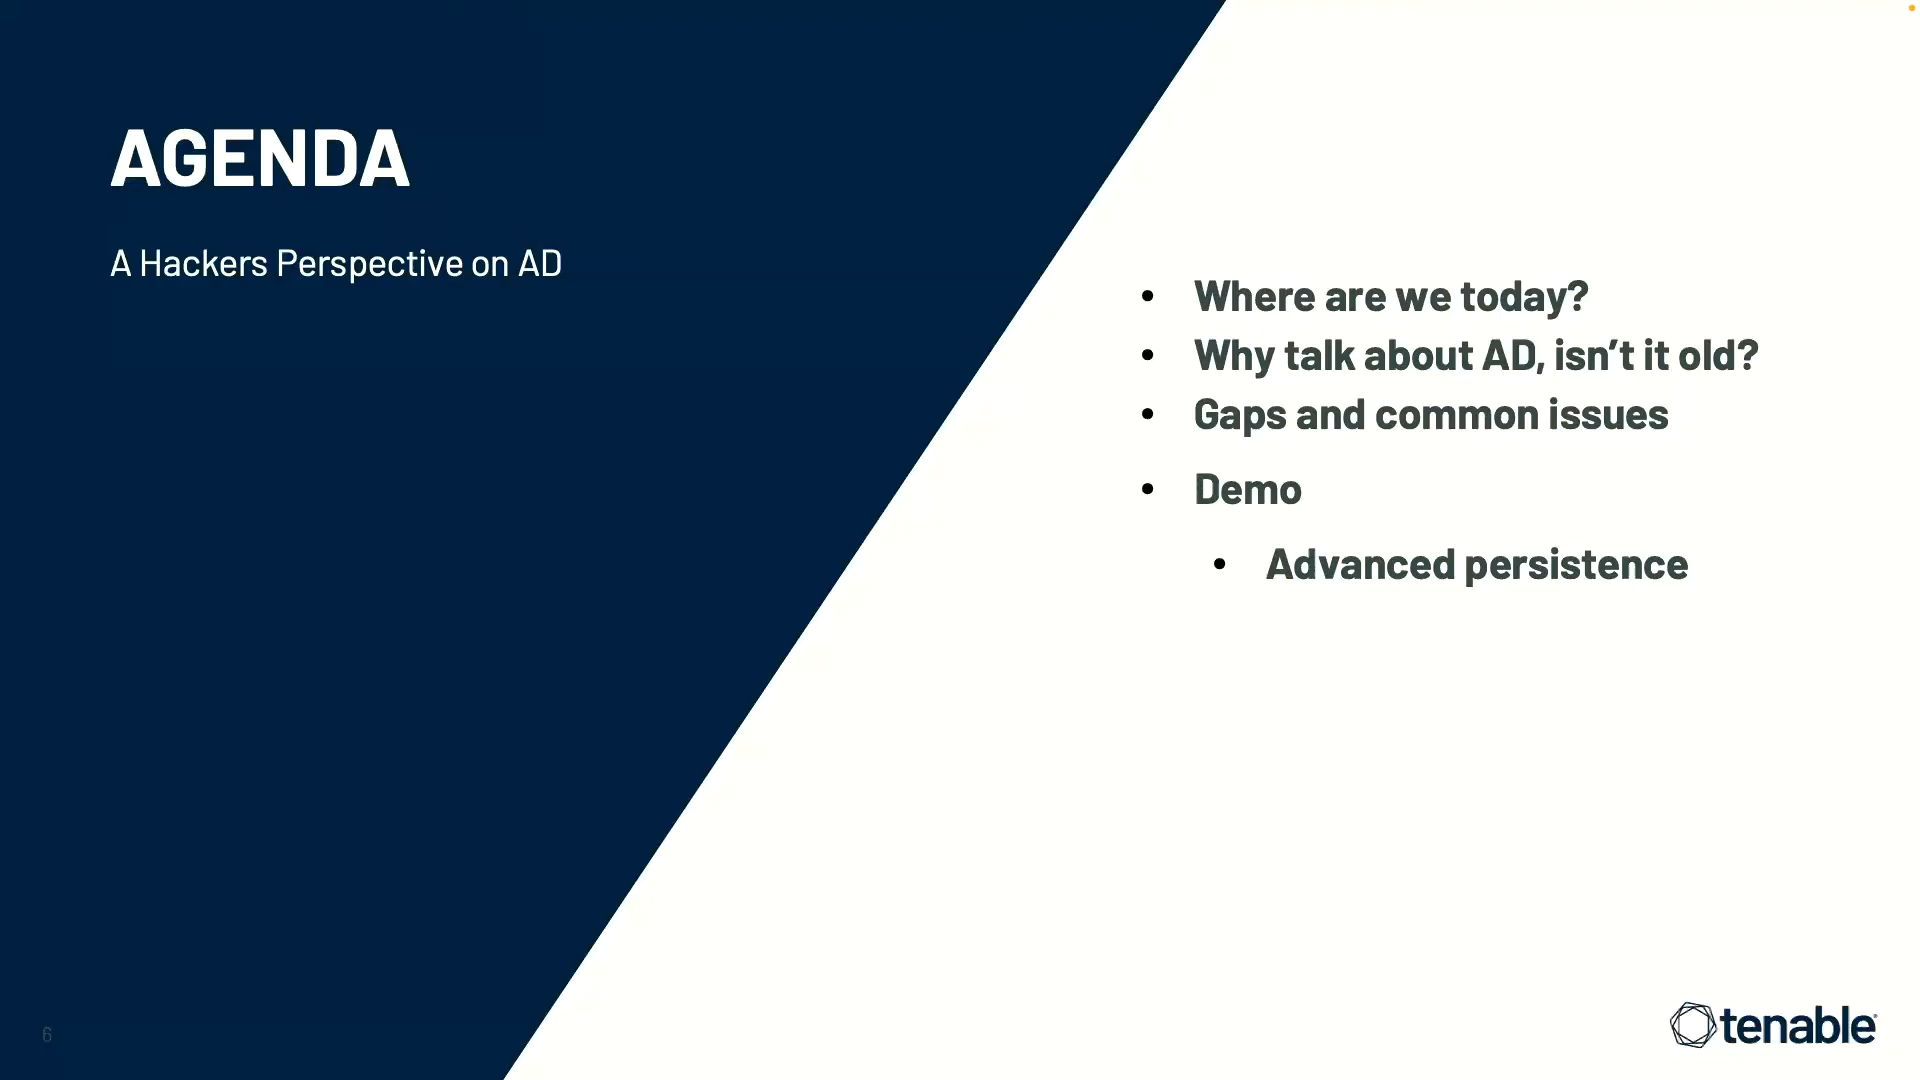 AGENDA
A Hackers Perspective on AD
• Where are we today?
• Why talk about AD, isn’t it old?
• Gaps and common issues
• Demo
• Advanced persistence
6
tenable